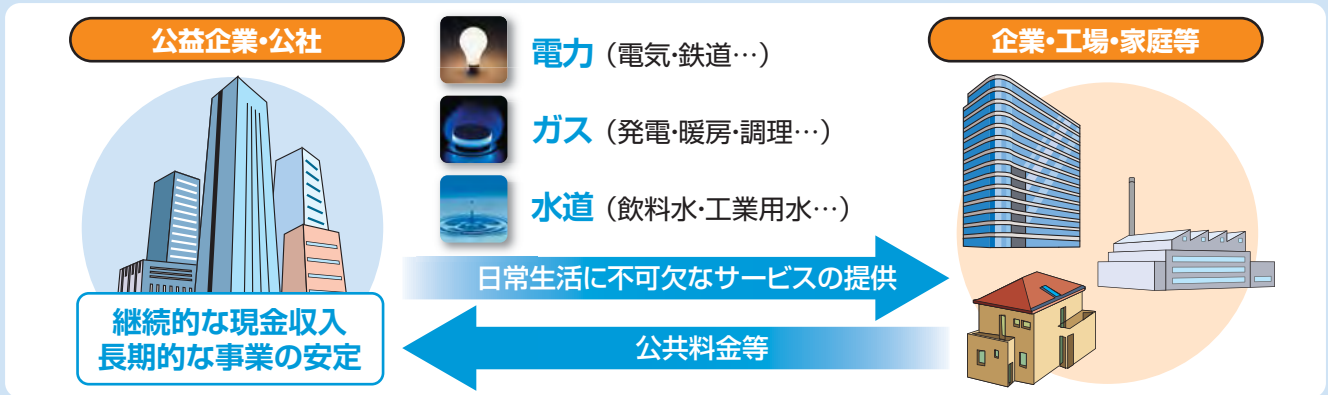 公益企業・公社
電力（電気・鉄道…）
ガス（発電・暖房・調理…）
水道（飲料水・工業用水…）
企業・工場・家庭等
日常生活に不可欠なサービスの提供
公共料金等
継続的な現金収入
長期的な事業の安定